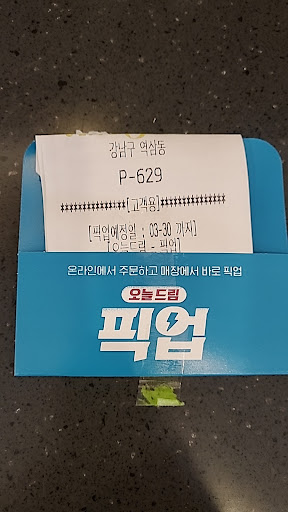 강남구 역삼동
P-629
************[고객용]************
[픽업예정일 : 03-30 까지]
[오늘드림 - 픽업]
온라인에서 주문하고 매장에서 바로 픽업
오늘드림
픽업